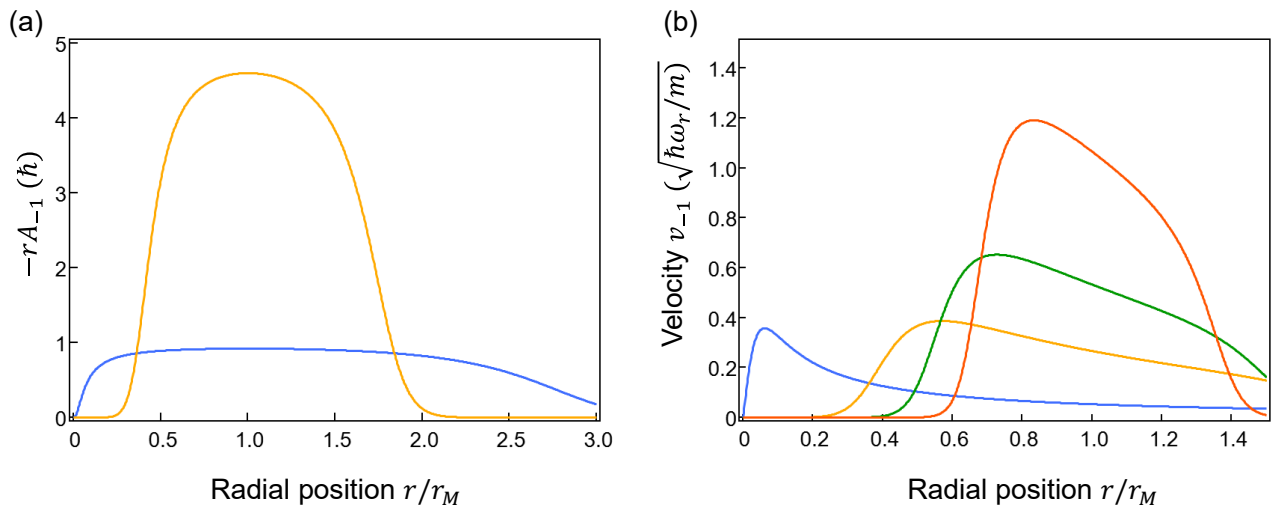 (a)
5
4
3
2
1
0
−rA₋₁ (ℏ)
0 0.5 1.0 1.5 2.0 2.5 3.0
Radial position r/r_M
(b)
1.4
1.2
1.0
0.8
0.6
0.4
0.2
0
Velocity v₋₁ (√ℏω_r/m)
0 0.2 0.4 0.6 0.8 1.0 1.2 1.4
Radial position r/r_M